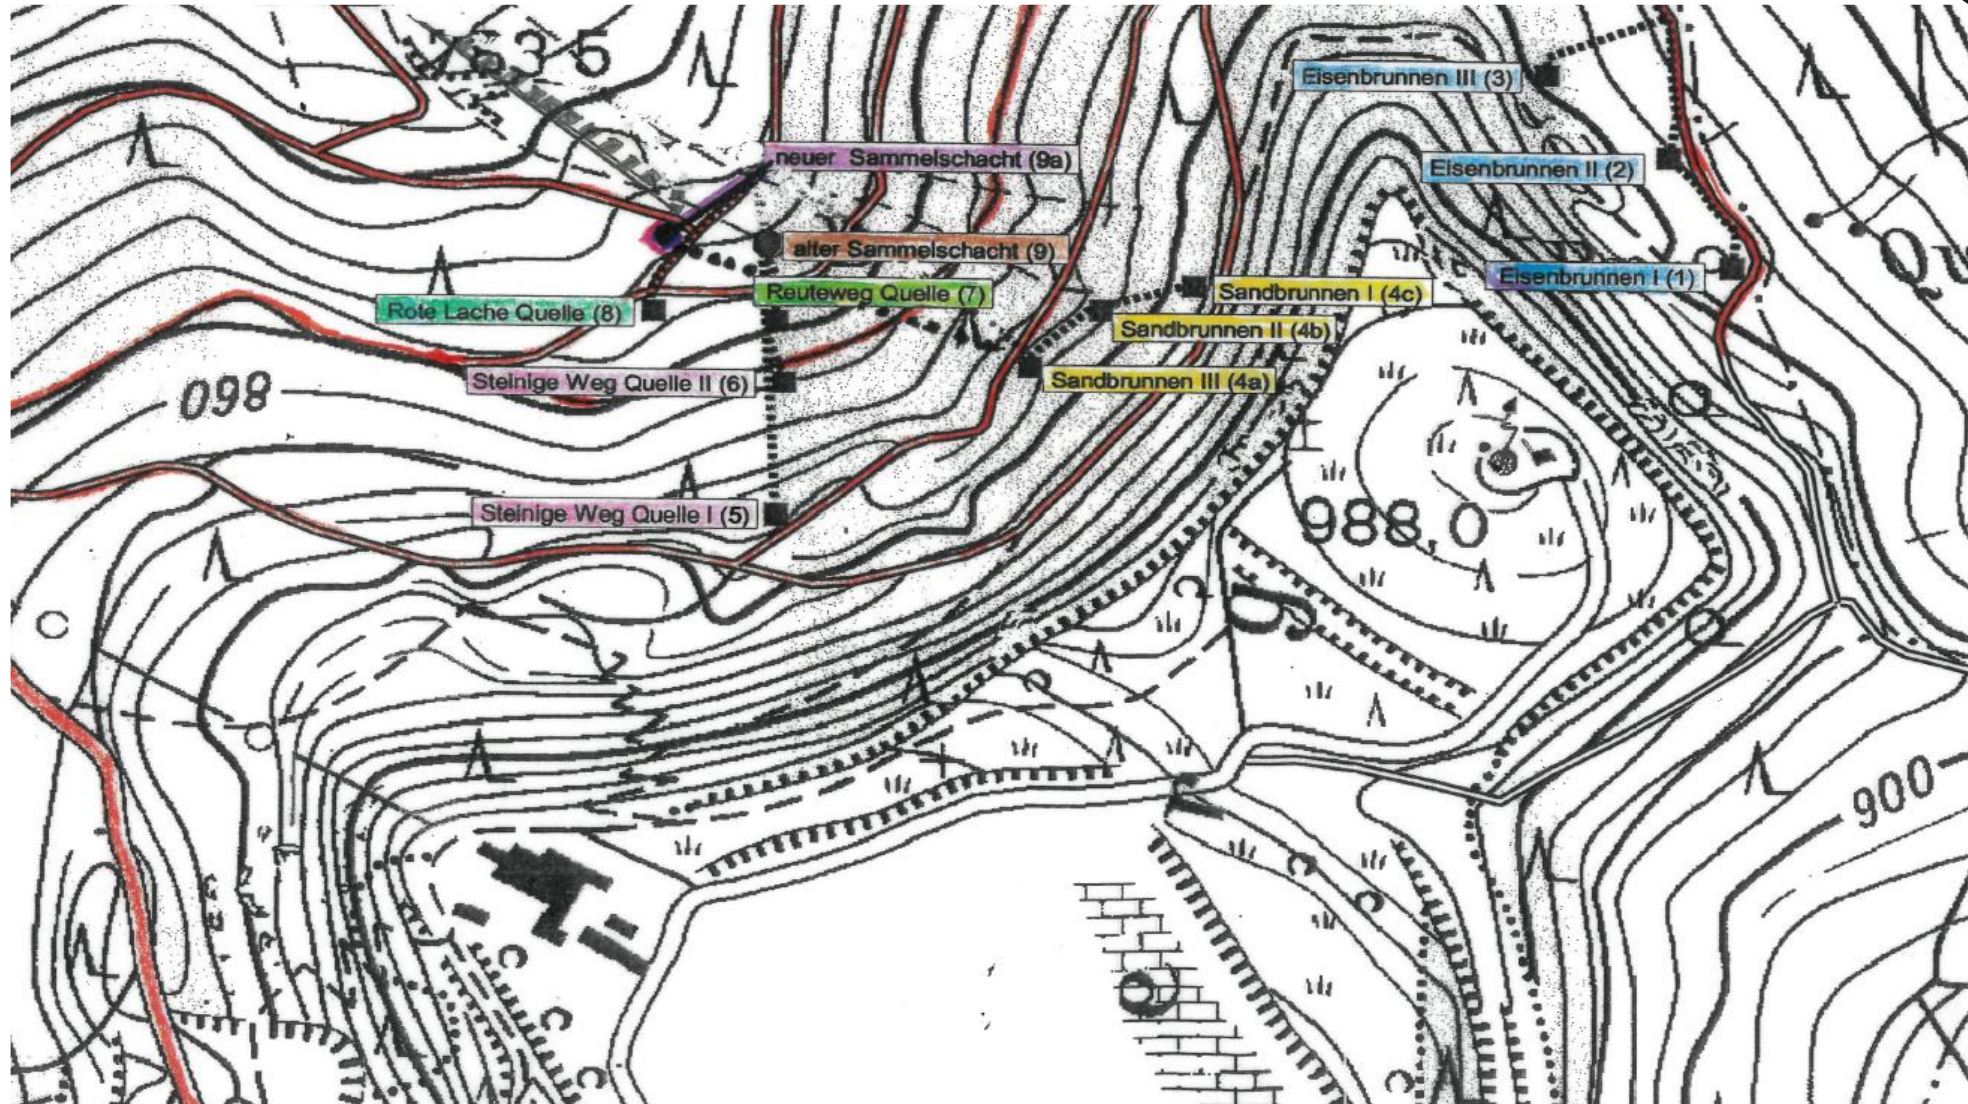 35
Eisenbrunnen III (3)
neuer Sammelschacht (9a)
Eisenbrunnen II (2)
alter Sammelschacht (9)
Eisenbrunnen I (1)
Reuteweg Quelle (7)
Sandbrunnen I (4c)
Rote Lache Quelle (8)
Sandbrunnen II (4b)
Steinige Weg Quelle II (6)
Sandbrunnen III (4a)
860
Steinige Weg Quelle I (5)
988,0
900